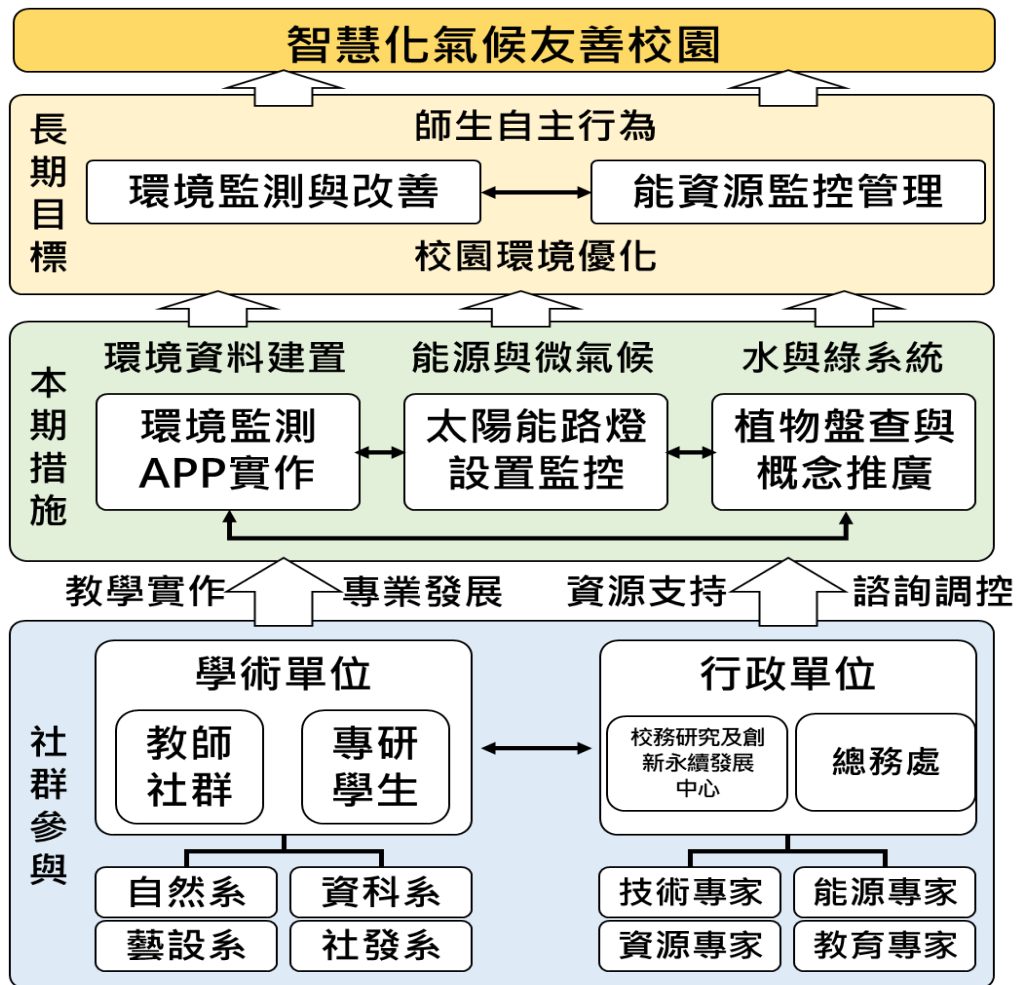 智慧化氣候友善校園
長期目標
師生自主行為
環境監測與改善
能資源監控管理
校園環境優化
本期措施
環境資料建置
能源與微氣候
水與綠系統
環境監測
APP實作
太陽能路燈
設置監控
植物盤查與
概念推廣
教學實作
專業發展
資源支持
諮詢調控
社群參與
學術單位
教師
社群
專研
學生
自然系
資科系
藝設系
社發系
行政單位
校務研究及創
新永續發展
中心
總務處
技術專家
能源專家
資源專家
教育專家